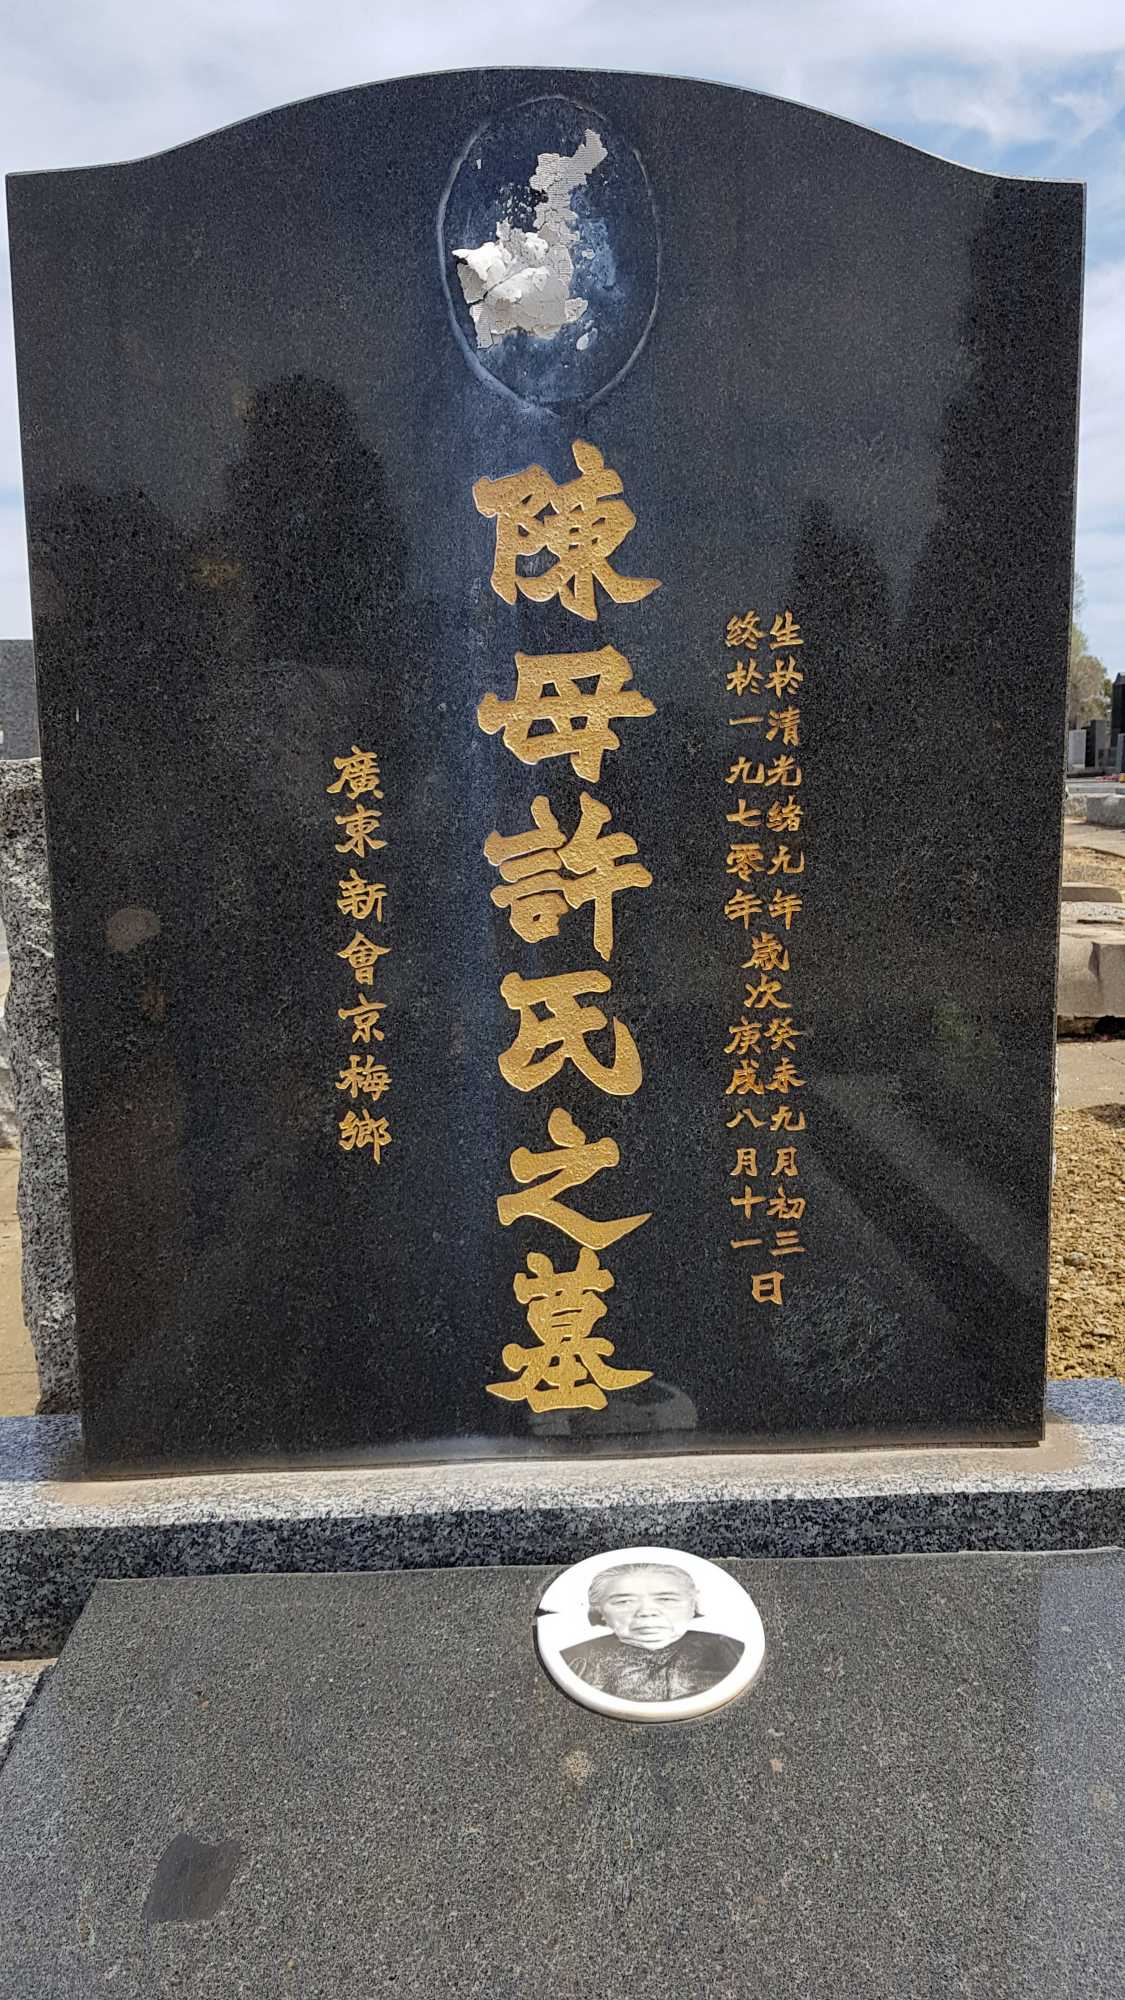 生於清光緒九年歲次癸未九月初三日
終於一九七零年歲次庚戌八月十一日
陳母許氏之墓
廣東新會京梅鄉